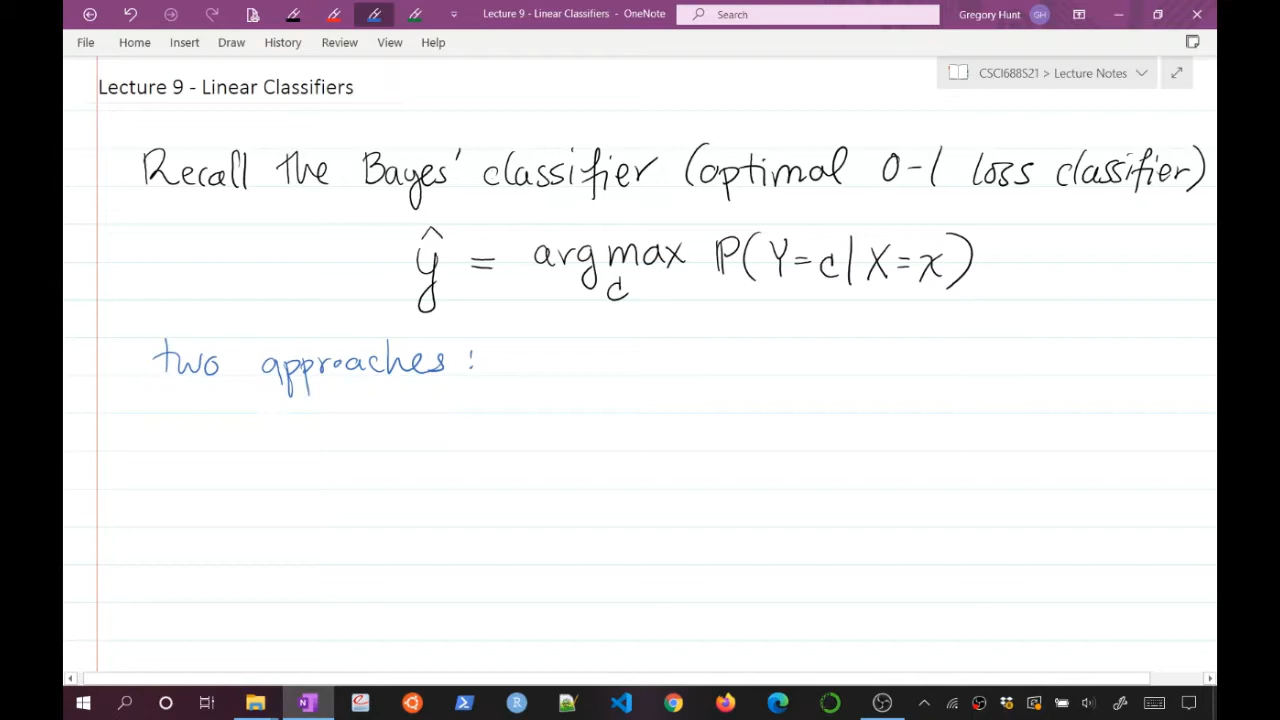 Lecture 9 - Linear Classifiers - OneNote
Search
Gregory Hunt GH
File Home Insert Draw History Review View Help
Lecture 9 - Linear Classifiers
CSCI688S21 > Lecture Notes
Recall the Bayes' classifier (optimal 0-1 loss classifier)
ŷ = argmax ℙ(Y=c|X=x)
c
two approaches: